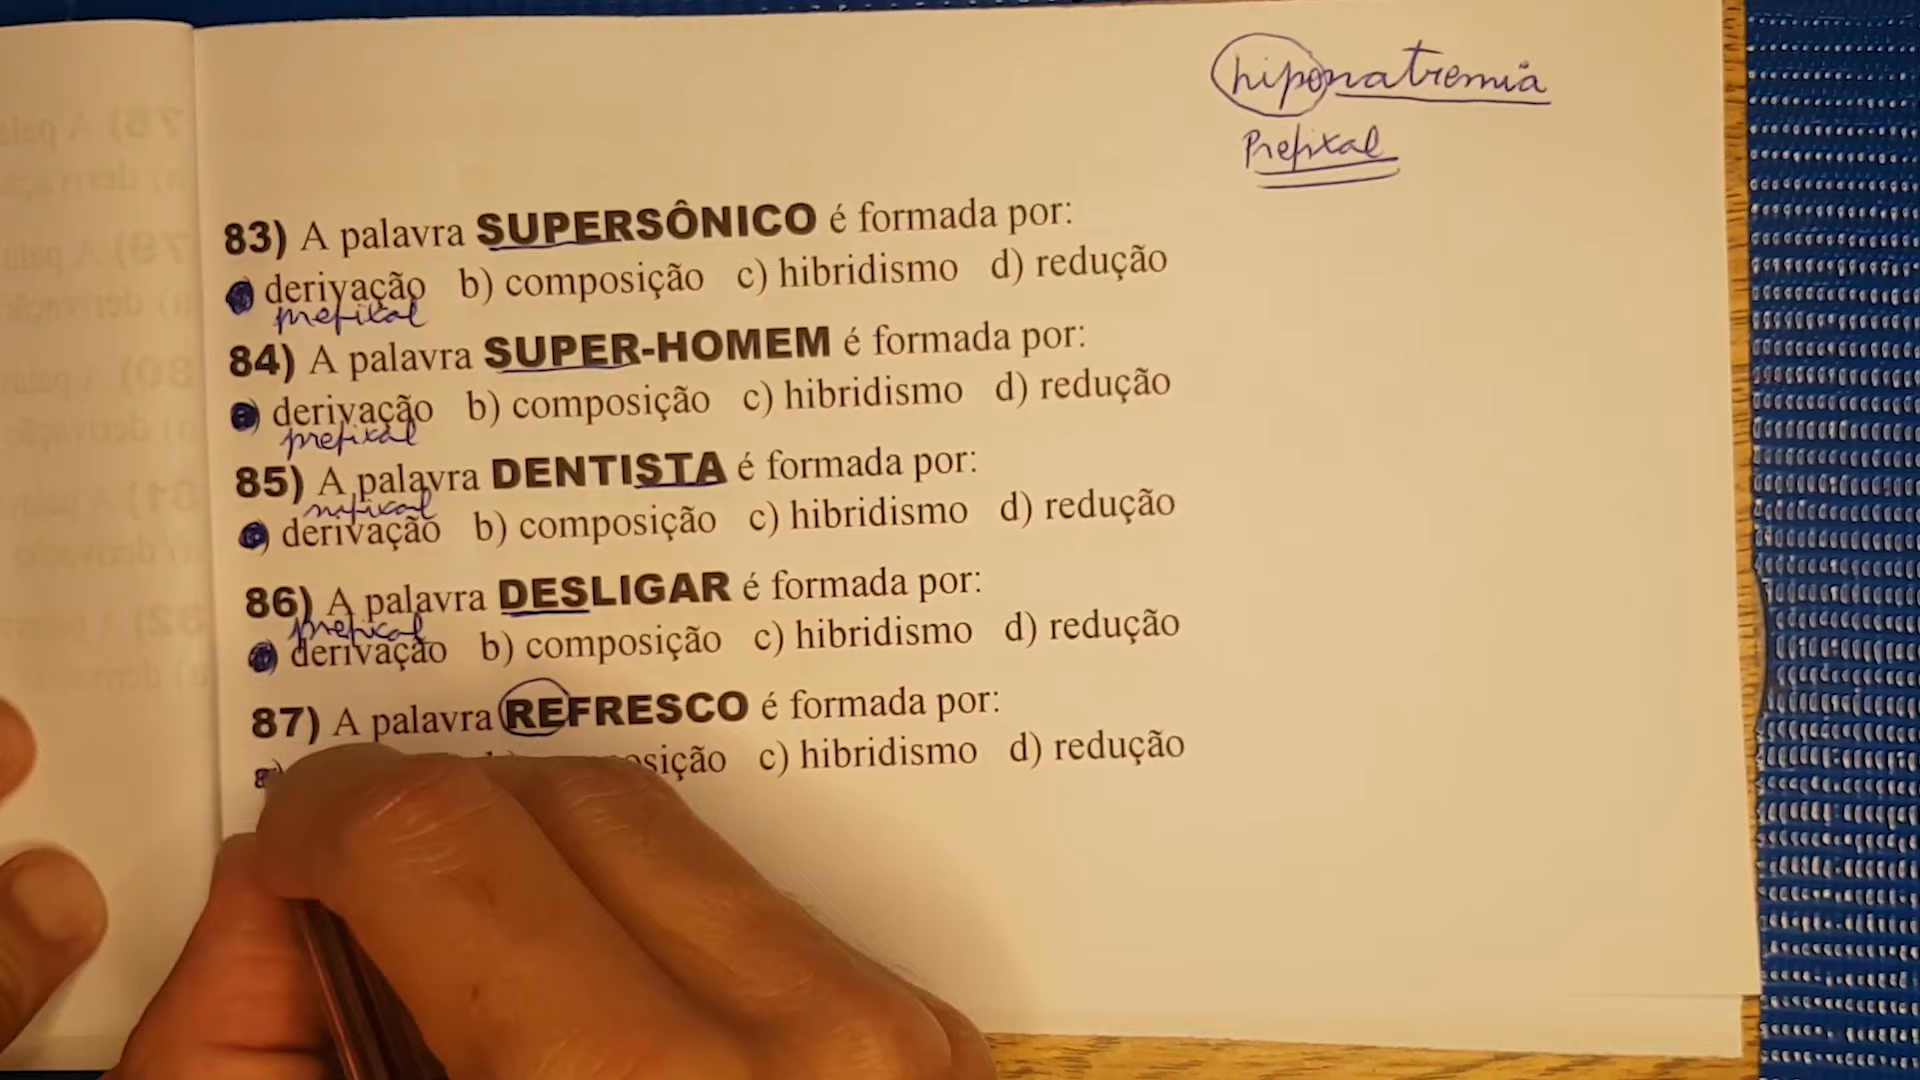 hiponatremia
Prefixal
83) A palavra SUPERSÔNICO é formada por:
a) derivação b) composição c) hibridismo d) redução
prefixal
84) A palavra SUPER-HOMEM é formada por:
a) derivação b) composição c) hibridismo d) redução
prefixal
85) A palavra DENTISTA é formada por:
sufixal
a) derivação b) composição c) hibridismo d) redução
86) A palavra DESLIGAR é formada por:
prefixal
a) derivação b) composição c) hibridismo d) redução
87) A palavra REFRESCO é formada por:
a) c) hibridismo d) redução